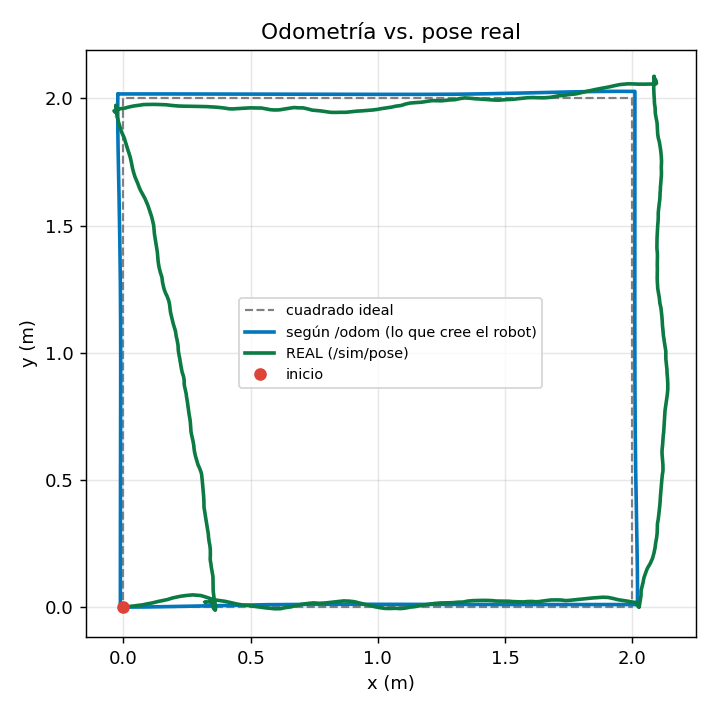 Odometría vs. pose real
2.0
1.5
1.0
0.5
0.0
y (m)
cuadrado ideal
según /odom (lo que cree el robot)
REAL (/sim/pose)
inicio
0.0 0.5 1.0 1.5 2.0
x (m)